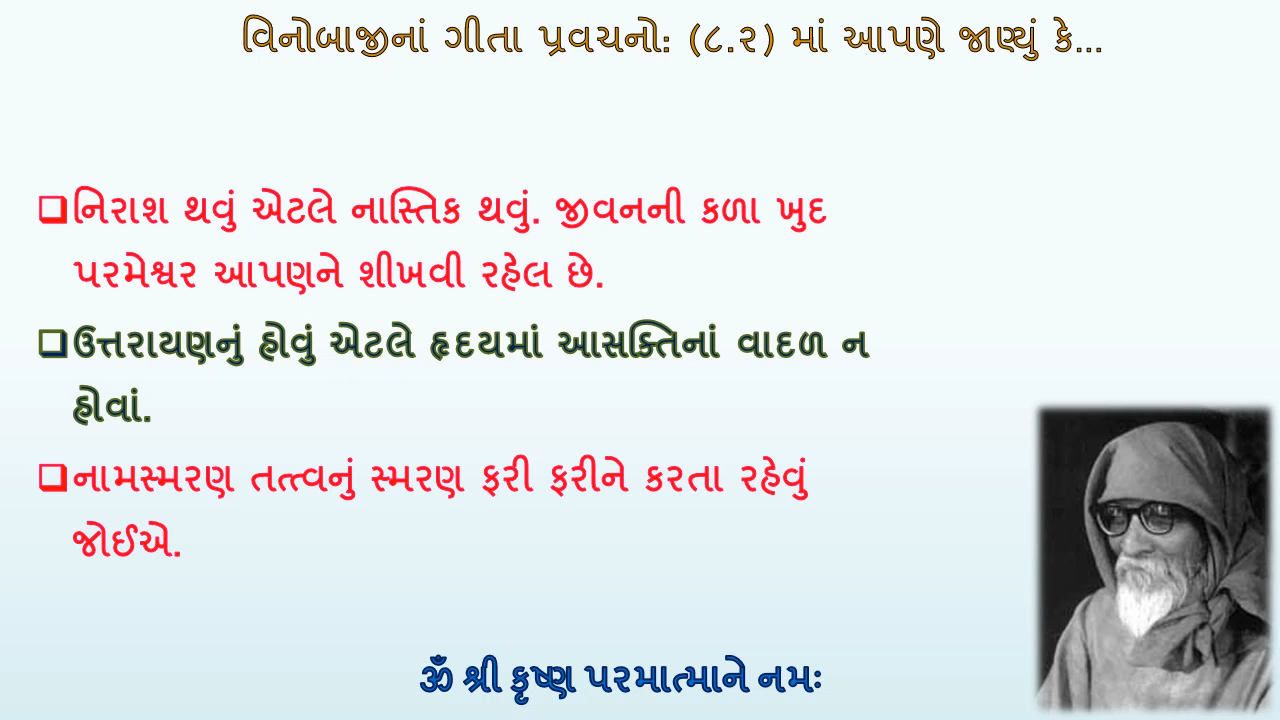 વિનોબાજીનાં ગીતા પ્રવચનો: (૮.૨) માં આપણે જાણ્યું કે...
નિરાશ થવું એટલે નાસ્તિક થવું. જીવનની કળા ખુદ
પરમેશ્વર આપણને શીખવી રહેલ છે.
ઉત્તરાયણનું હોવું એટલે હૃદયમાં આસક્તિનાં વાદળ ન
હોવાં.
નામસ્મરણ તત્ત્વનું સ્મરણ ફરી ફરીને કરતા રહેવું
જોઈએ.
ૐ શ્રી કૃષ્ણ પરમાત્માને નમઃ